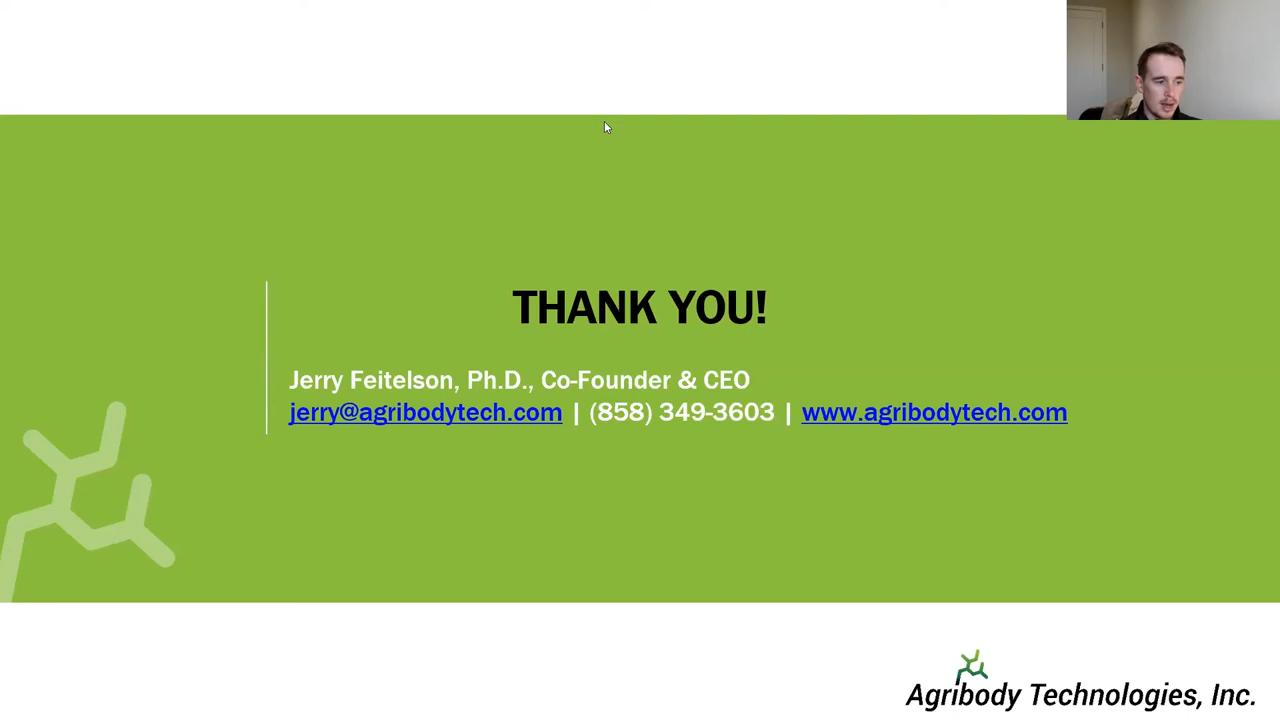 THANK YOU!
Jerry Feitelson, Ph.D., Co-Founder & CEO
jerry@agribodytech.com | (858) 349-3603 | www.agribodytech.com
Agribody Technologies, Inc.